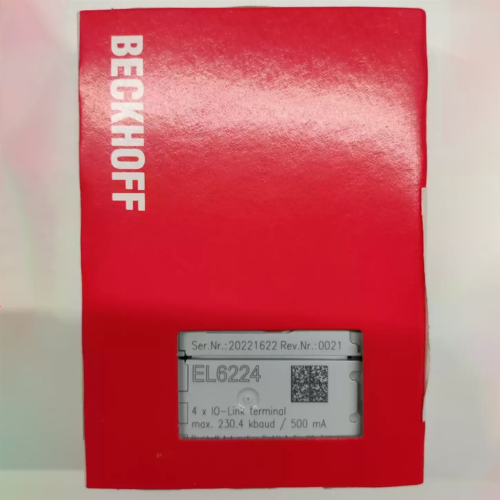 BECKHOFF
Ser.Nr.: 20221622 Rev.Nr.: 0021
EL6224
4 x IO-Link terminal
max. 230.4 kbaud / 500 mA